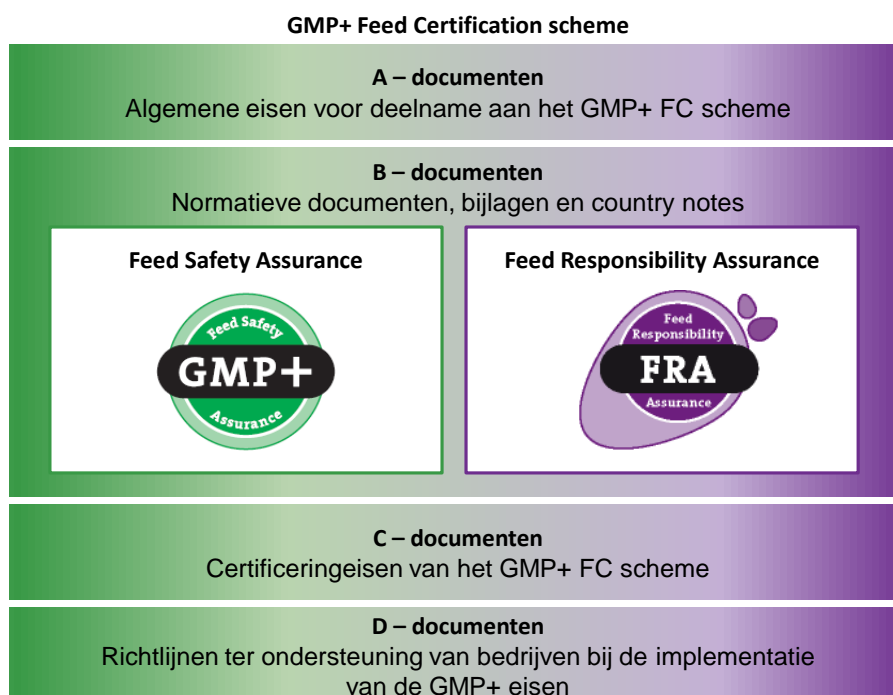 GMP+ Feed Certification scheme
A – documenten
Algemene eisen voor deelname aan het GMP+ FC scheme
B – documenten
Normatieve documenten, bijlagen en country notes
Feed Safety Assurance
Feed Safety
GMP+
Assurance
Feed Responsibility Assurance
Feed
Responsibility
FRA
Assurance
C – documenten
Certificeringeisen van het GMP+ FC scheme
D – documenten
Richtlijnen ter ondersteuning van bedrijven bij de implementatie
van de GMP+ eisen